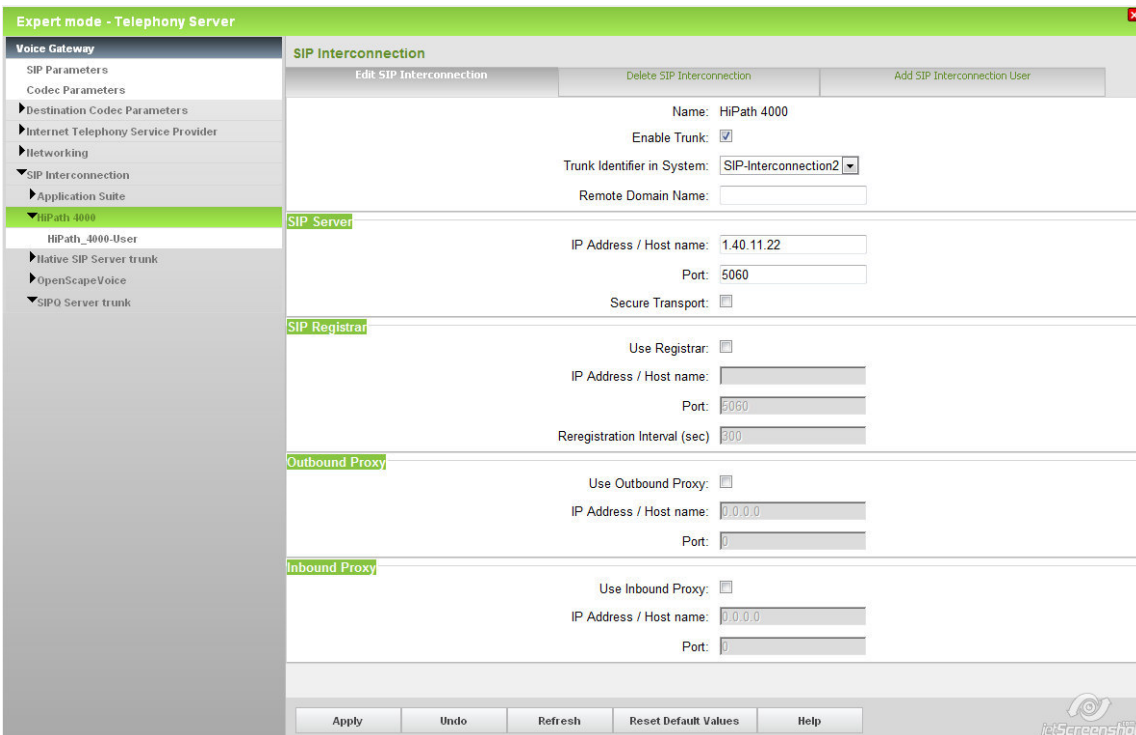 Expert mode - Telephony Server
Voice Gateway
SIP Parameters
Codec Parameters
Destination Codec Parameters
Internet Telephony Service Provider
Networking
SIP Interconnection
Application Suite
HiPath 4000
HiPath_4000-User
Native SIP Server trunk
OpenScapeVoice
SIPQ Server trunk
SIP Interconnection
Edit SIP Interconnection Delete SIP Interconnection Add SIP Interconnection User
Name: HiPath 4000
Enable Trunk:
Trunk Identifier in System: SIP-Interconnection2
Remote Domain Name:
SIP Server
IP Address / Host name: 1.40.11.22
Port: 5060
Secure Transport:
SIP Registrar
Use Registrar:
IP Address / Host name:
Port: 5060
Reregistration Interval (sec) 300
Outbound Proxy
Use Outbound Proxy:
IP Address / Host name: 0.0.0.0
Port: 0
Inbound Proxy
Use Inbound Proxy:
IP Address / Host name: 0.0.0.0
Port: 0
Apply Undo Refresh Reset Default Values Help